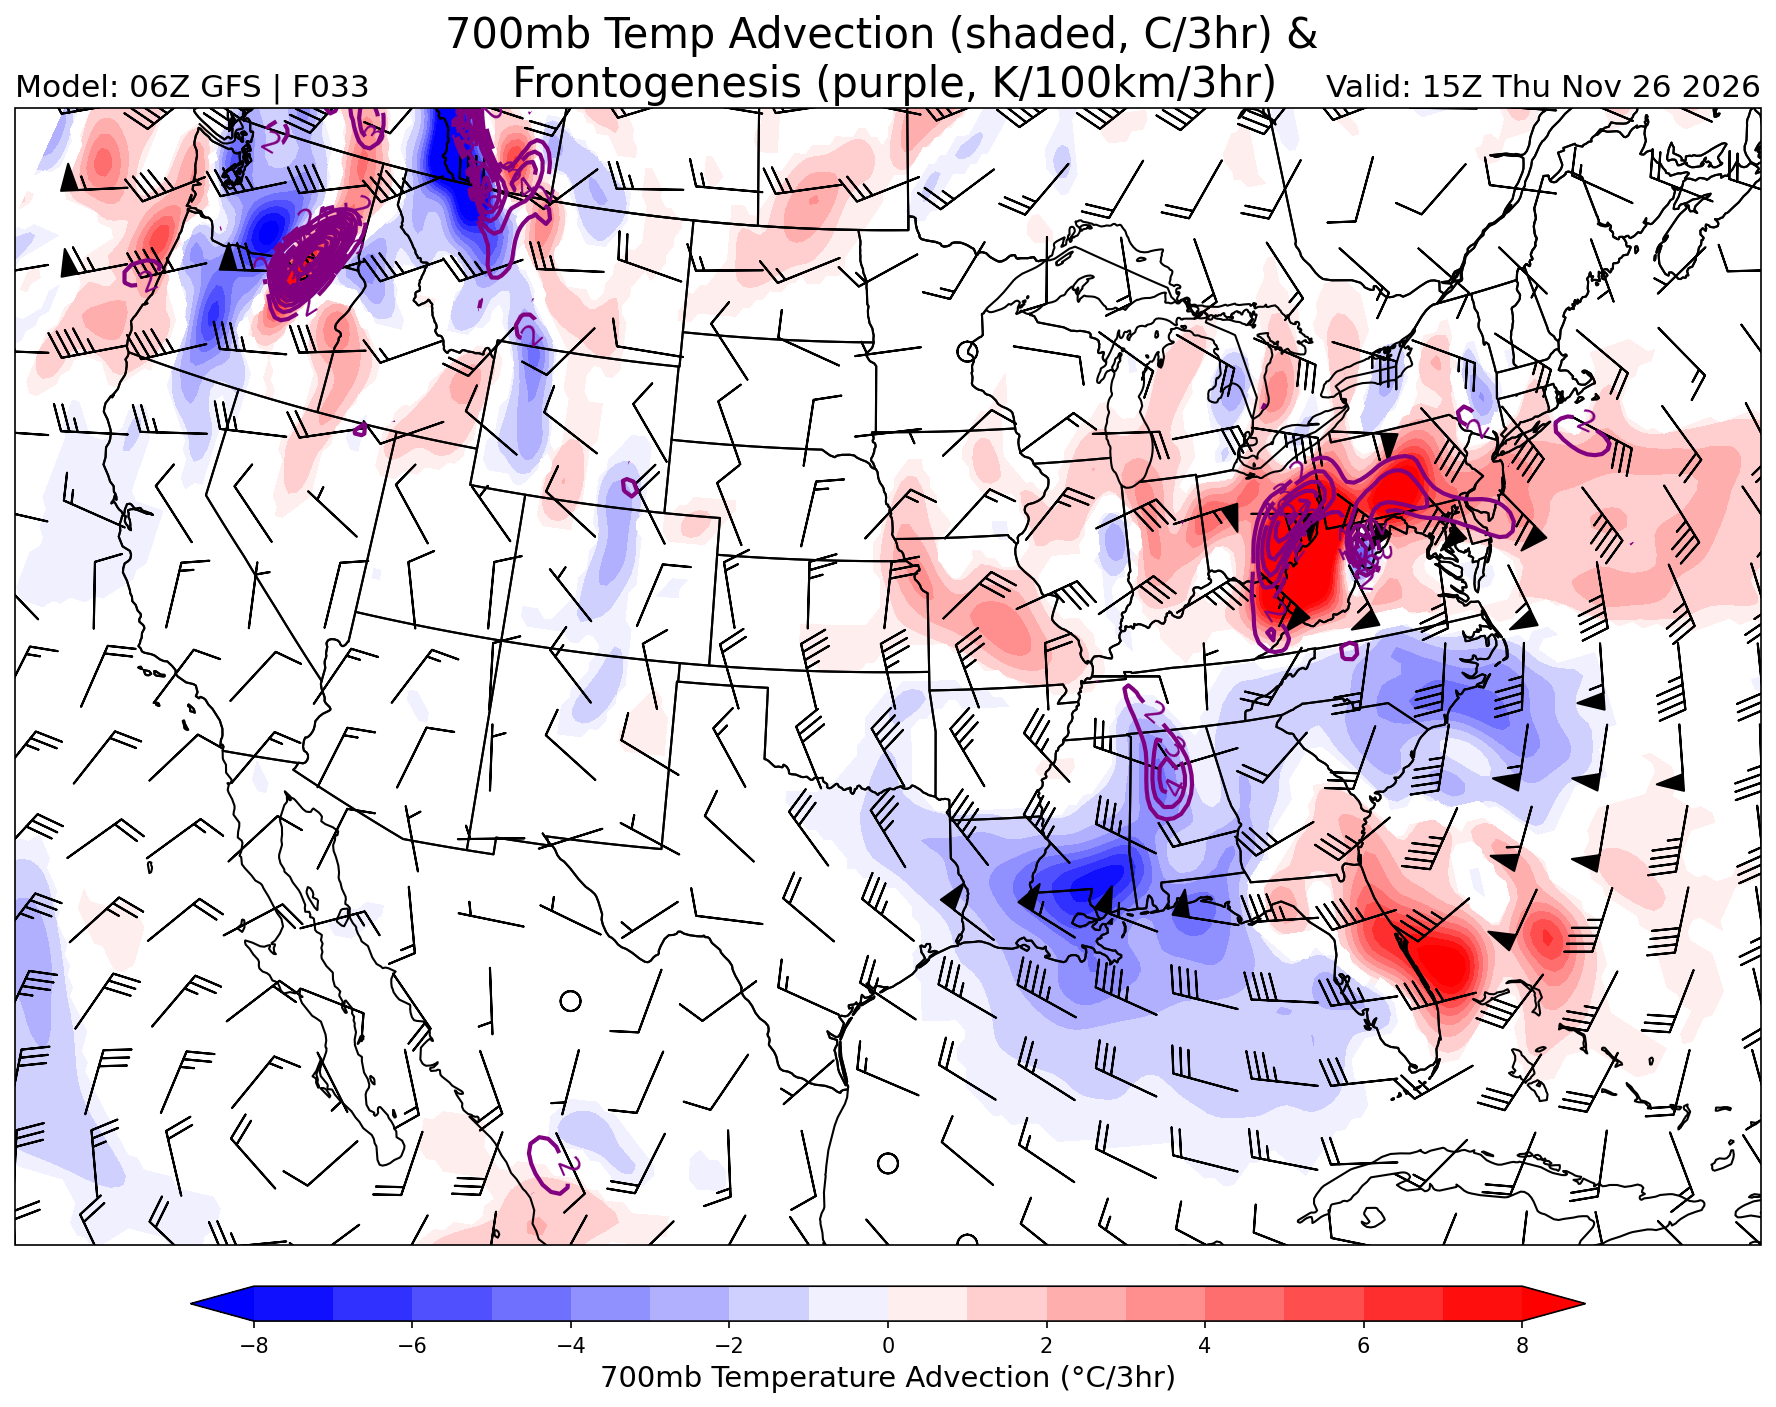 700mb Temp Advection (shaded, C/3hr) &
Model: 06Z GFS | F033 Frontogenesis (purple, K/100km/3hr) Valid: 15Z Thu Nov 26 2026
−8 −6 −4 −2 0 2 4 6 8
700mb Temperature Advection (°C/3hr)